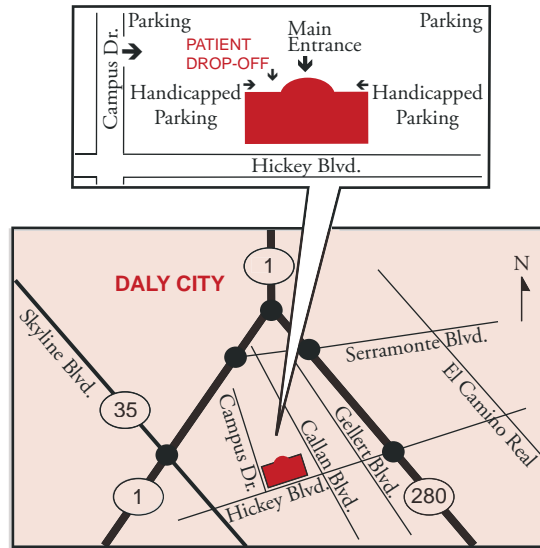 Parking
Parking
Campus Dr.
PATIENT
DROP-OFF
Main
Entrance
Handicapped
Parking
Handicapped
Parking
Hickey Blvd.
1
DALY CITY
N
Skyline Blvd.
Serramonte Blvd.
El Camino Real
35
Campus Dr.
Callan Blvd.
Gellert Blvd.
Hickey Blvd.
1
280